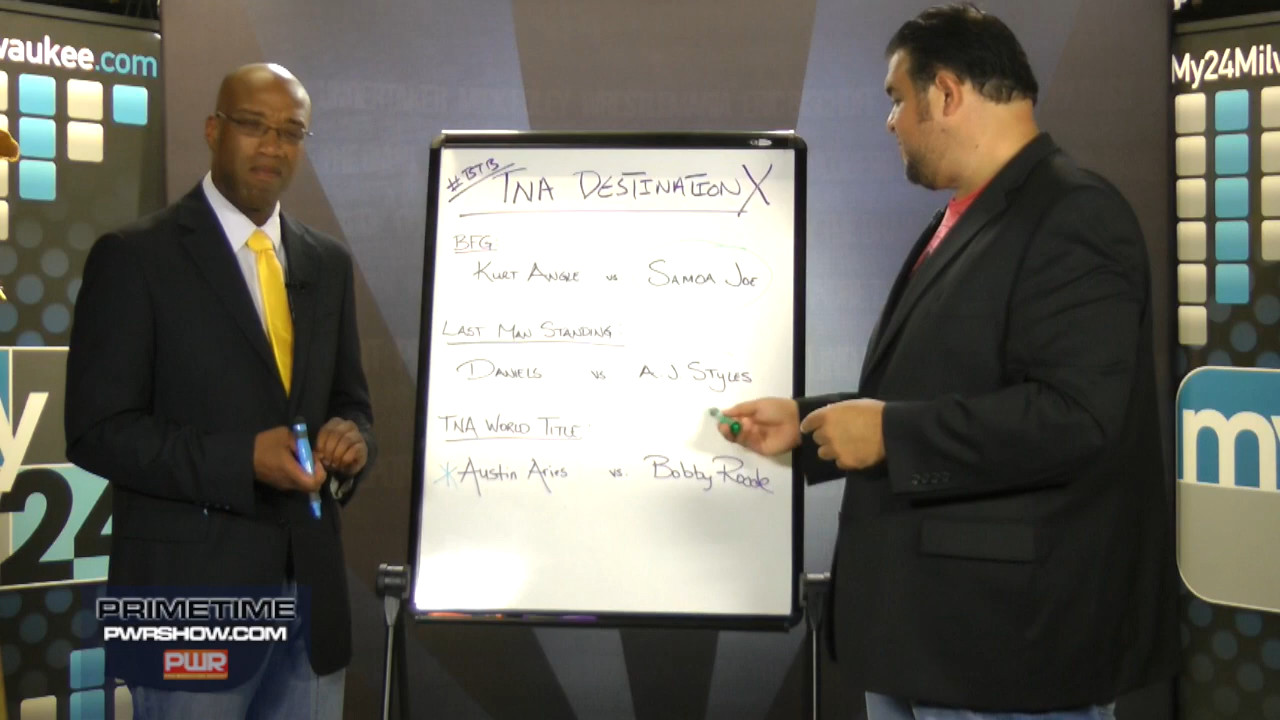 waukee.com
My24Milw
#BTB
TNA DESTINATION X
BFG:
KURT ANGLE vs SAMOA JOE
LAST MAN STANDING:
DANIELS vs A J STYLES
TNA WORLD TITLE:
*Austin Aries vs. Bobby Roode
y
24
my
PRIMETIME
PWRSHOW.COM
PWR